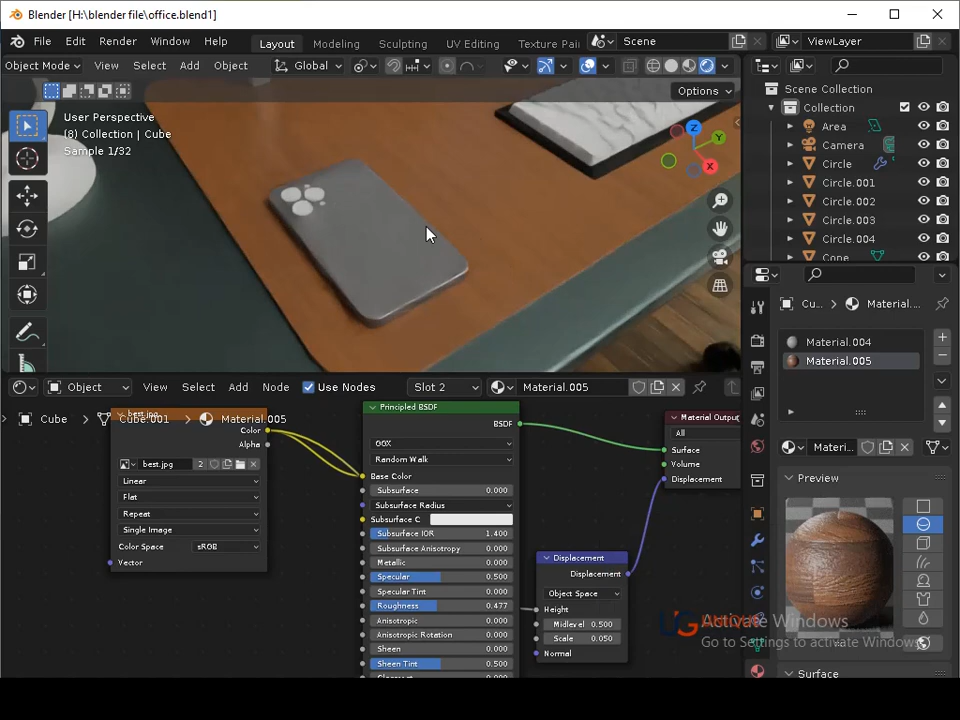 Blender [H:\blender file\office.blend1]
File Edit Render Window Help Layout Modeling Sculpting UV Editing Texture Pai Scene ViewLayer
Object Mode View Select Add Object Global
Options
User Perspective
(8) Collection | Cube
Sample 1/32
Z
Y
X
Scene Collection
Collection
Area
Camera
Circle
Circle.001
Circle.002
Circle.003
Circle.004
Cone
Cu... Material....
Material.004
Material.005
Object View Select Add Node Use Nodes Slot 2 Material.005
Cube Cube.001 Material.005
best.jpg
Color
Alpha
best.jpg 2
Linear
Flat
Repeat
Single Image
Color Space sRGB
Vector
Principled BSDF
BSDF
GGX
Random Walk
Base Color
Subsurface 0.000
Subsurface Radius
Subsurface C
Subsurface IOR 1.400
Subsurface Anisotropy 0.000
Metallic 0.000
Specular 0.500
Specular Tint 0.000
Roughness 0.477
Anisotropic 0.000
Anisotropic Rotation 0.000
Sheen 0.000
Sheen Tint 0.500
Displacement
Displacement
Object Space
Height
Midlevel 0.500
Scale 0.050
Normal
Material Output
All
Surface
Volume
Displacement
Materi...
Preview
Activate Windows
Go to Settings to activate Windows.
Surface